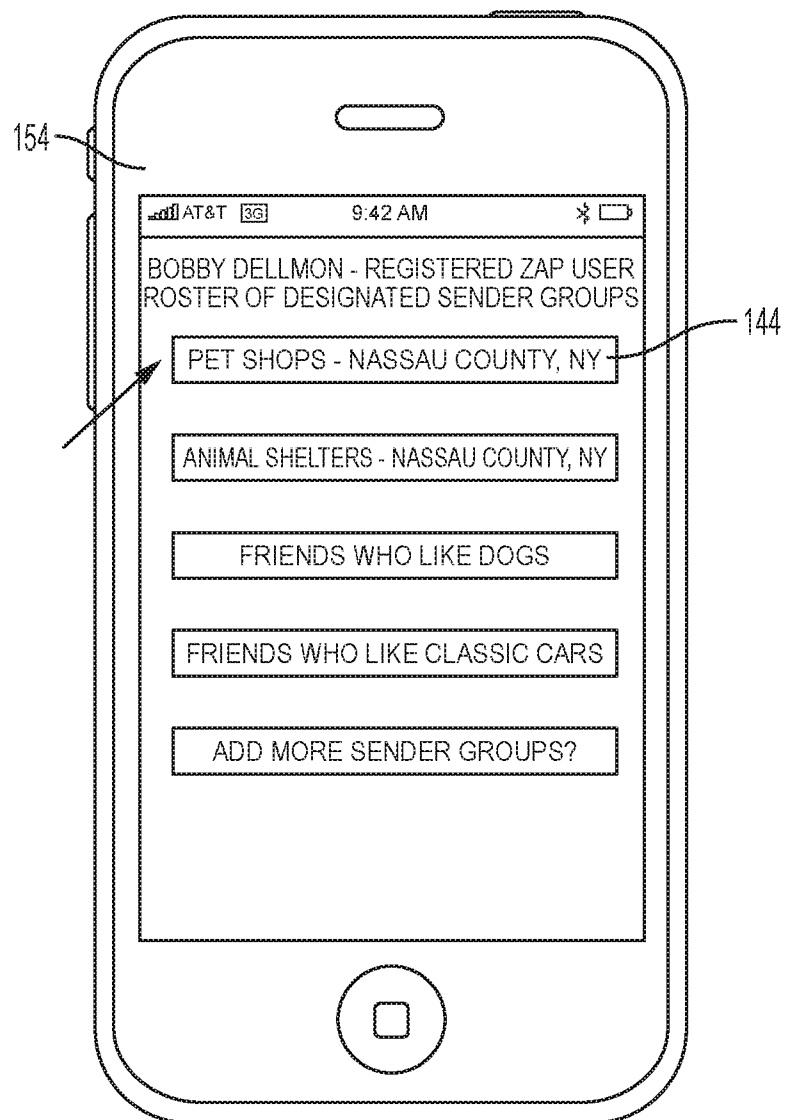 154
AT&T 3G 9:42 AM
BOBBY DELLMON - REGISTERED ZAP USER
ROSTER OF DESIGNATED SENDER GROUPS
144
PET SHOPS - NASSAU COUNTY, NY
ANIMAL SHELTERS - NASSAU COUNTY, NY
FRIENDS WHO LIKE DOGS
FRIENDS WHO LIKE CLASSIC CARS
ADD MORE SENDER GROUPS?